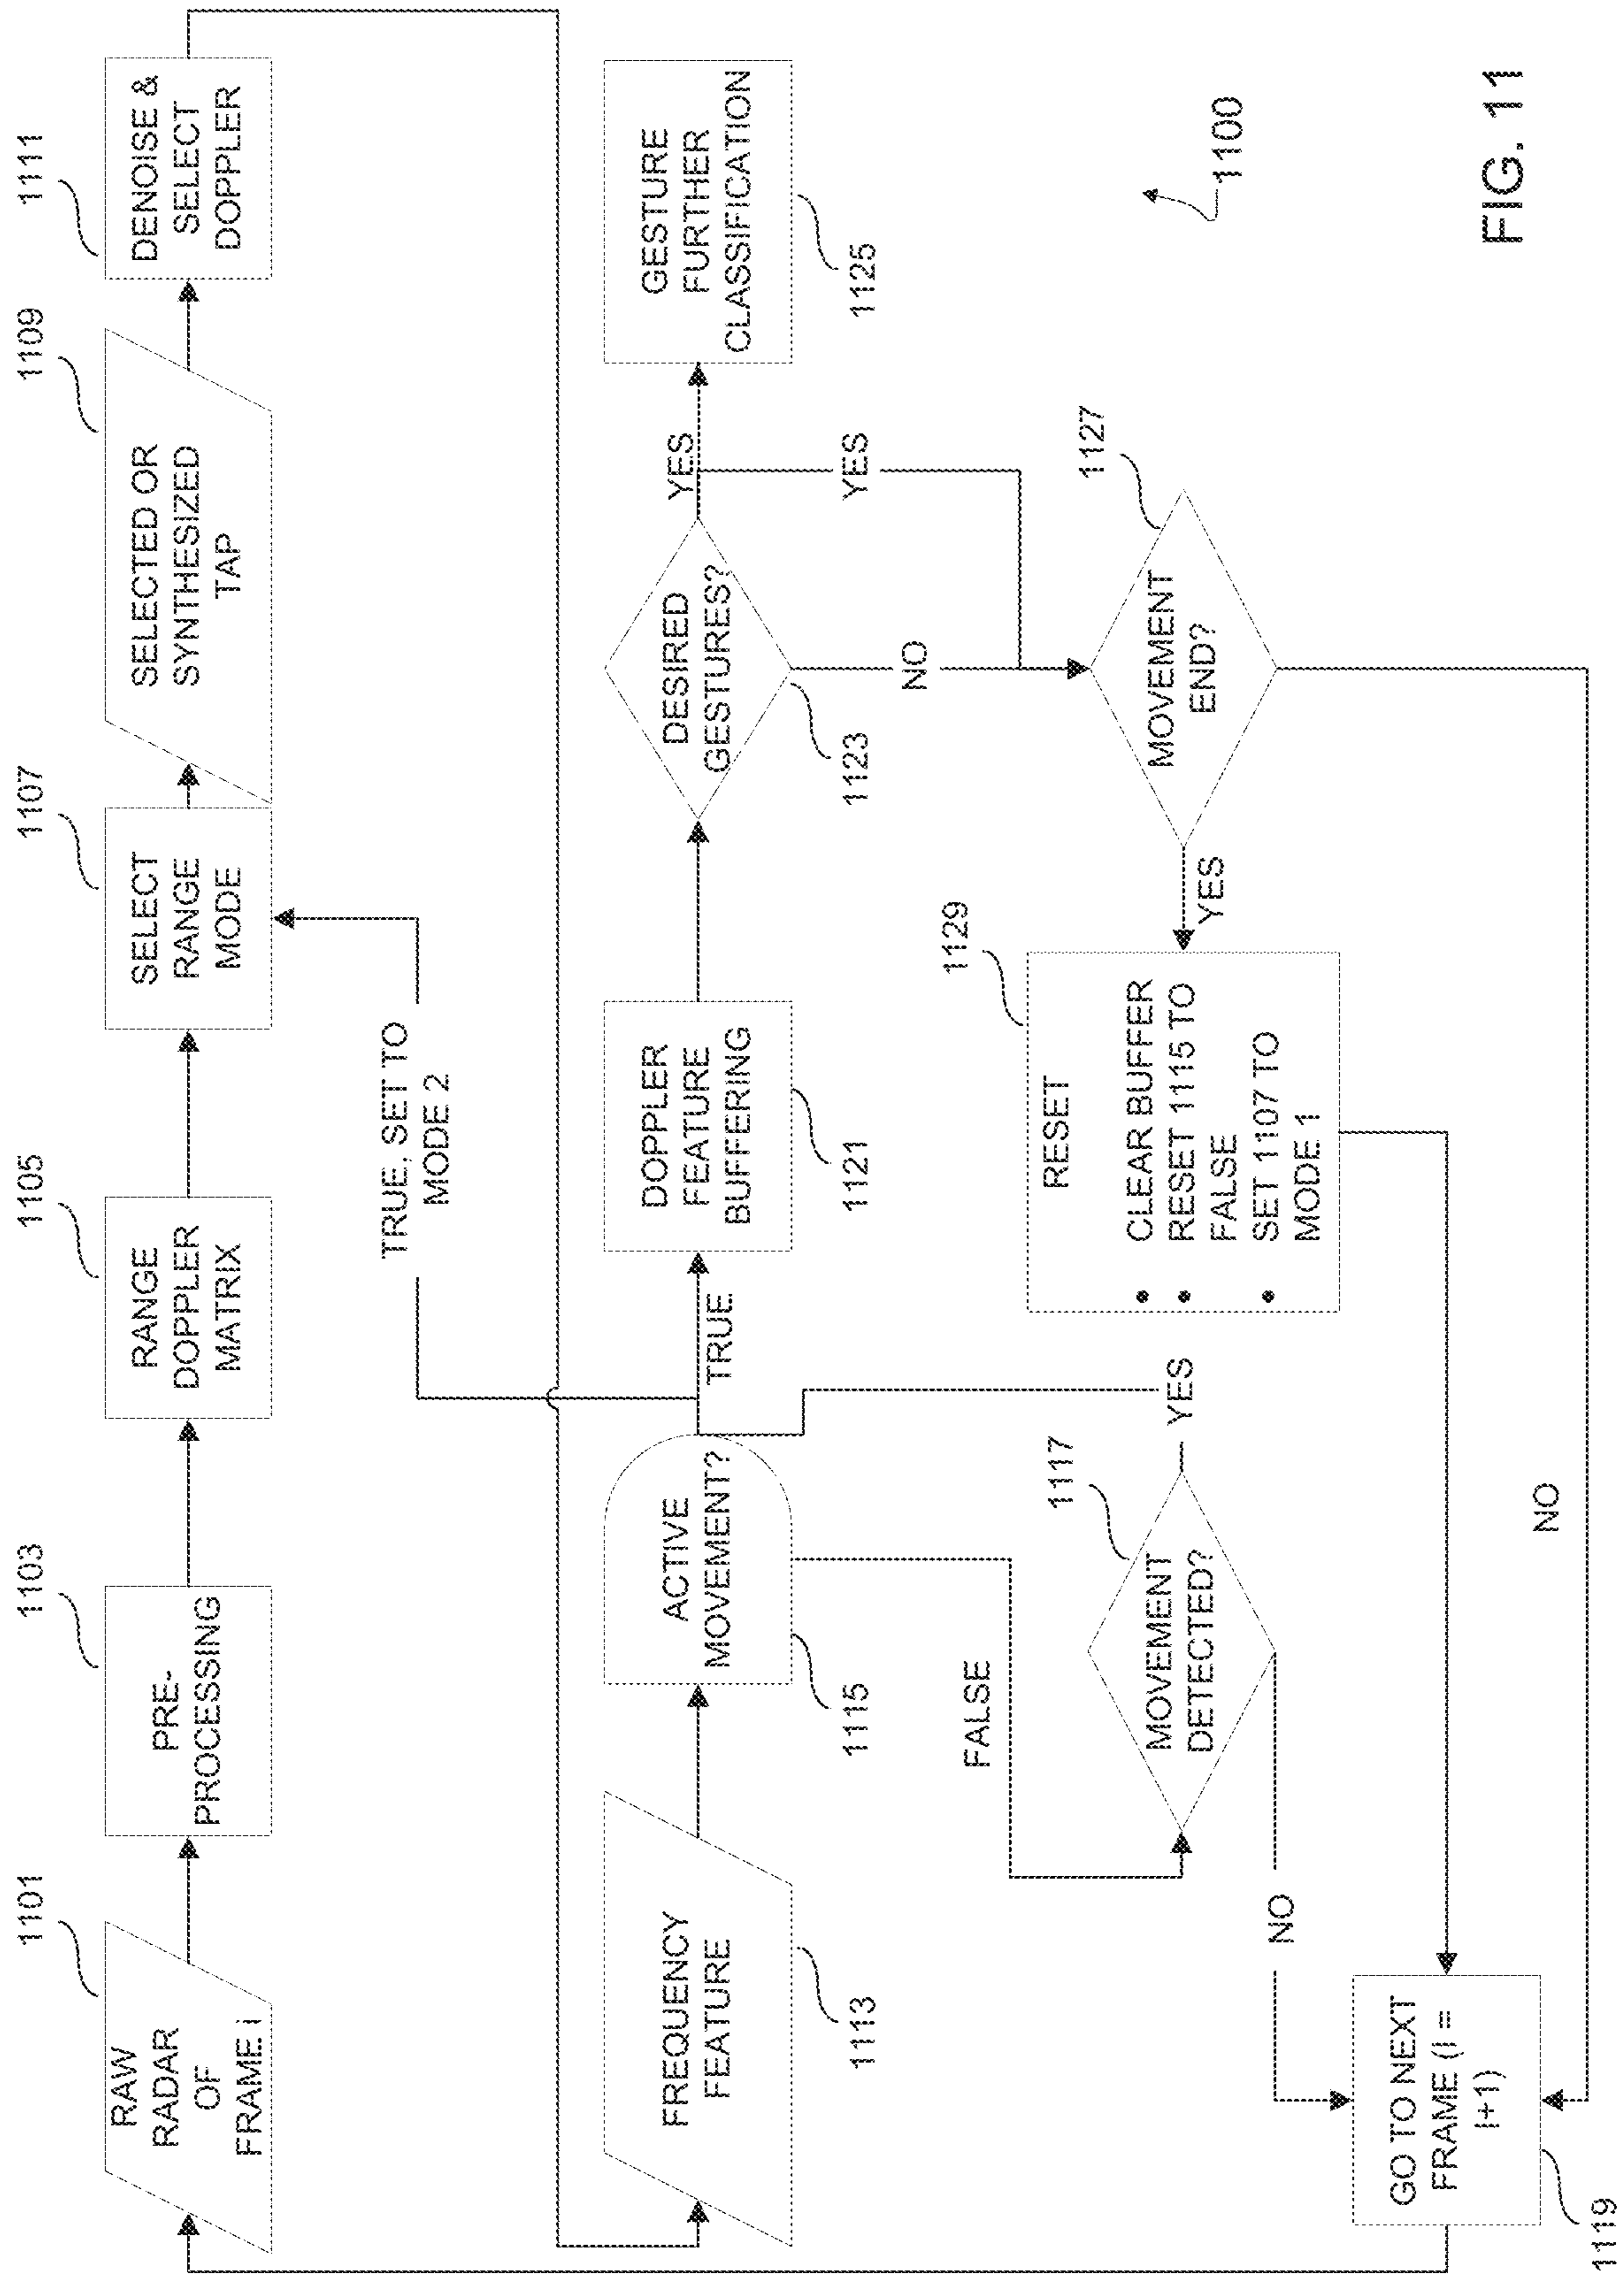 1101
RAW
RADAR
OF
FRAME i
1103
PRE-
PROCESSING
1105
RANGE
DOPPLER
MATRIX
1107
SELECT
RANGE
MODE
1109
SELECTED OR
SYNTHESIZED
TAP
1111
DENOISE &
SELECT
DOPPLER
TRUE, SET TO
MODE 2
FREQUENCY
FEATURE
1113
ACTIVE
MOVEMENT?
1115
TRUE
DOPPLER
FEATURE
BUFFERING
1121
DESIRED
GESTURES?
1123
YES
GESTURE
FURTHER
CLASSIFICATION
1125
YES
NO
FALSE
1117
MOVEMENT
DETECTED?
YES
NO
1129
RESET
• CLEAR BUFFER
• RESET 1115 TO
FALSE
• SET 1107 TO
MODE 1
YES
1127
MOVEMENT
END?
NO
GO TO NEXT
FRAME (I =
I+1)
1119
1100
FIG. 11